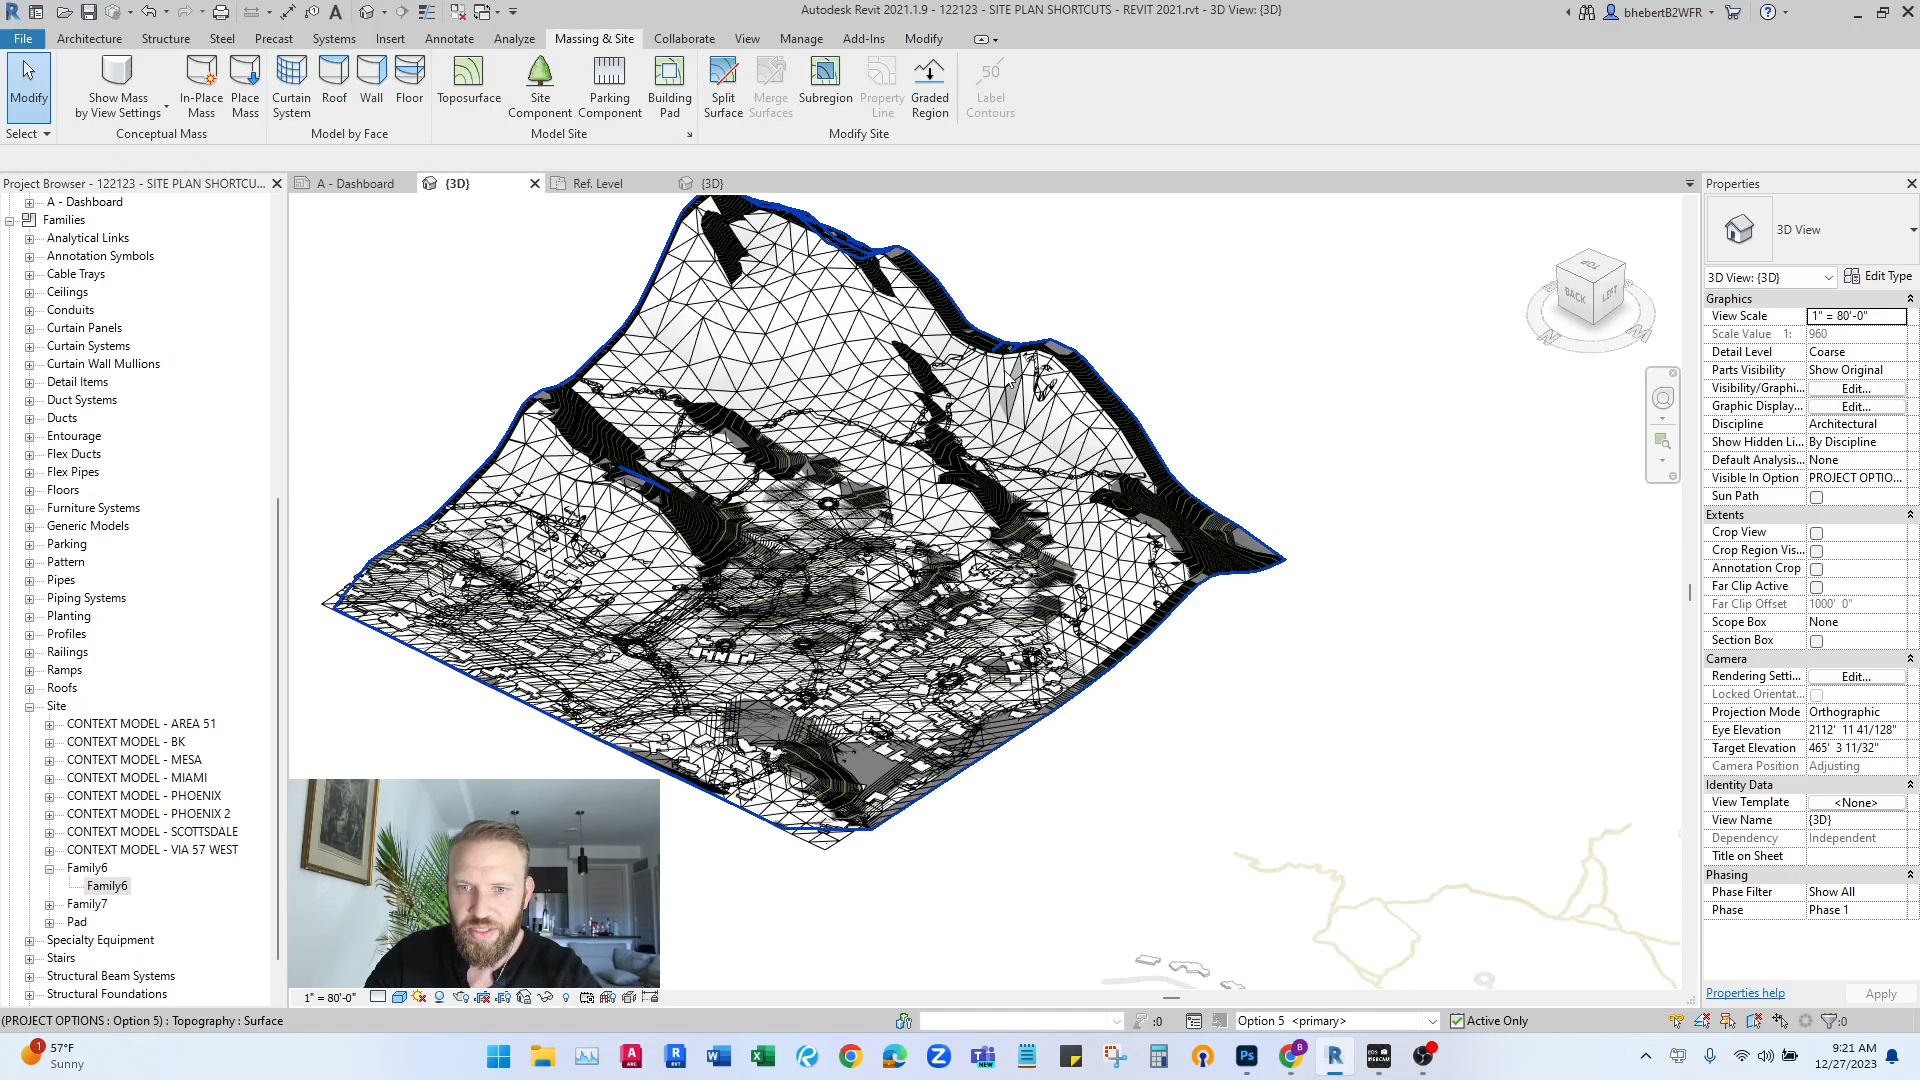 Autodesk Revit 2021.1.9 - 122123 - SITE PLAN SHORTCUTS - REVIT 2021.rvt - 3D View: {3D}
bhebertB2WFR
File Architecture Structure Steel Precast Systems Insert Annotate Analyze Massing & Site Collaborate View Manage Add-Ins Modify
Modify
Show Mass by View Settings
In-Place Mass
Place Mass
Curtain System
Roof
Wall
Floor
Toposurface
Site Component
Parking Component
Building Pad
Split Surface
Merge Surfaces
Subregion
Property Line
Graded Region
50
Label Contours
Select
Conceptual Mass
Model by Face
Model Site
Modify Site
Project Browser - 122123 - SITE PLAN SHORTCU...
A - Dashboard
{3D}
Ref. Level
{3D}
A - Dashboard
Families
Analytical Links
Annotation Symbols
Cable Trays
Ceilings
Conduits
Curtain Panels
Curtain Systems
Curtain Wall Mullions
Detail Items
Duct Systems
Ducts
Entourage
Flex Ducts
Flex Pipes
Floors
Furniture Systems
Generic Models
Parking
Pattern
Pipes
Piping Systems
Planting
Profiles
Railings
Ramps
Roofs
Site
CONTEXT MODEL - AREA 51
CONTEXT MODEL - BK
CONTEXT MODEL - MESA
CONTEXT MODEL - MIAMI
CONTEXT MODEL - PHOENIX
CONTEXT MODEL - PHOENIX 2
CONTEXT MODEL - SCOTTSDALE
CONTEXT MODEL - VIA 57 WEST
Family6
Family6
Family7
Pad
Specialty Equipment
Stairs
Structural Beam Systems
Structural Foundations
TOP
BACK
LEFT
Properties
3D View
3D View: {3D}
Edit Type
Graphics
View Scale 1" = 80'-0"
Scale Value 1: 960
Detail Level Coarse
Parts Visibility Show Original
Visibility/Graphi... Edit...
Graphic Display... Edit...
Discipline Architectural
Show Hidden Li... By Discipline
Default Analysis... None
Visible In Option PROJECT OPTIO...
Sun Path
Extents
Crop View
Crop Region Vis...
Annotation Crop
Far Clip Active
Far Clip Offset 1000' 0"
Scope Box None
Section Box
Camera
Rendering Setti... Edit...
Locked Orientat...
Projection Mode Orthographic
Eye Elevation 2112' 11 41/128"
Target Elevation 465' 3 11/32"
Camera Position Adjusting
Identity Data
View Template <None>
View Name {3D}
Dependency Independent
Title on Sheet
Phasing
Phase Filter Show All
Phase Phase 1
Properties help
Apply
1" = 80'-0"
(PROJECT OPTIONS : Option 5) : Topography : Surface
:0
Option 5 <primary>
Active Only
:0
1
57°F
Sunny
9:21 AM
12/27/2023